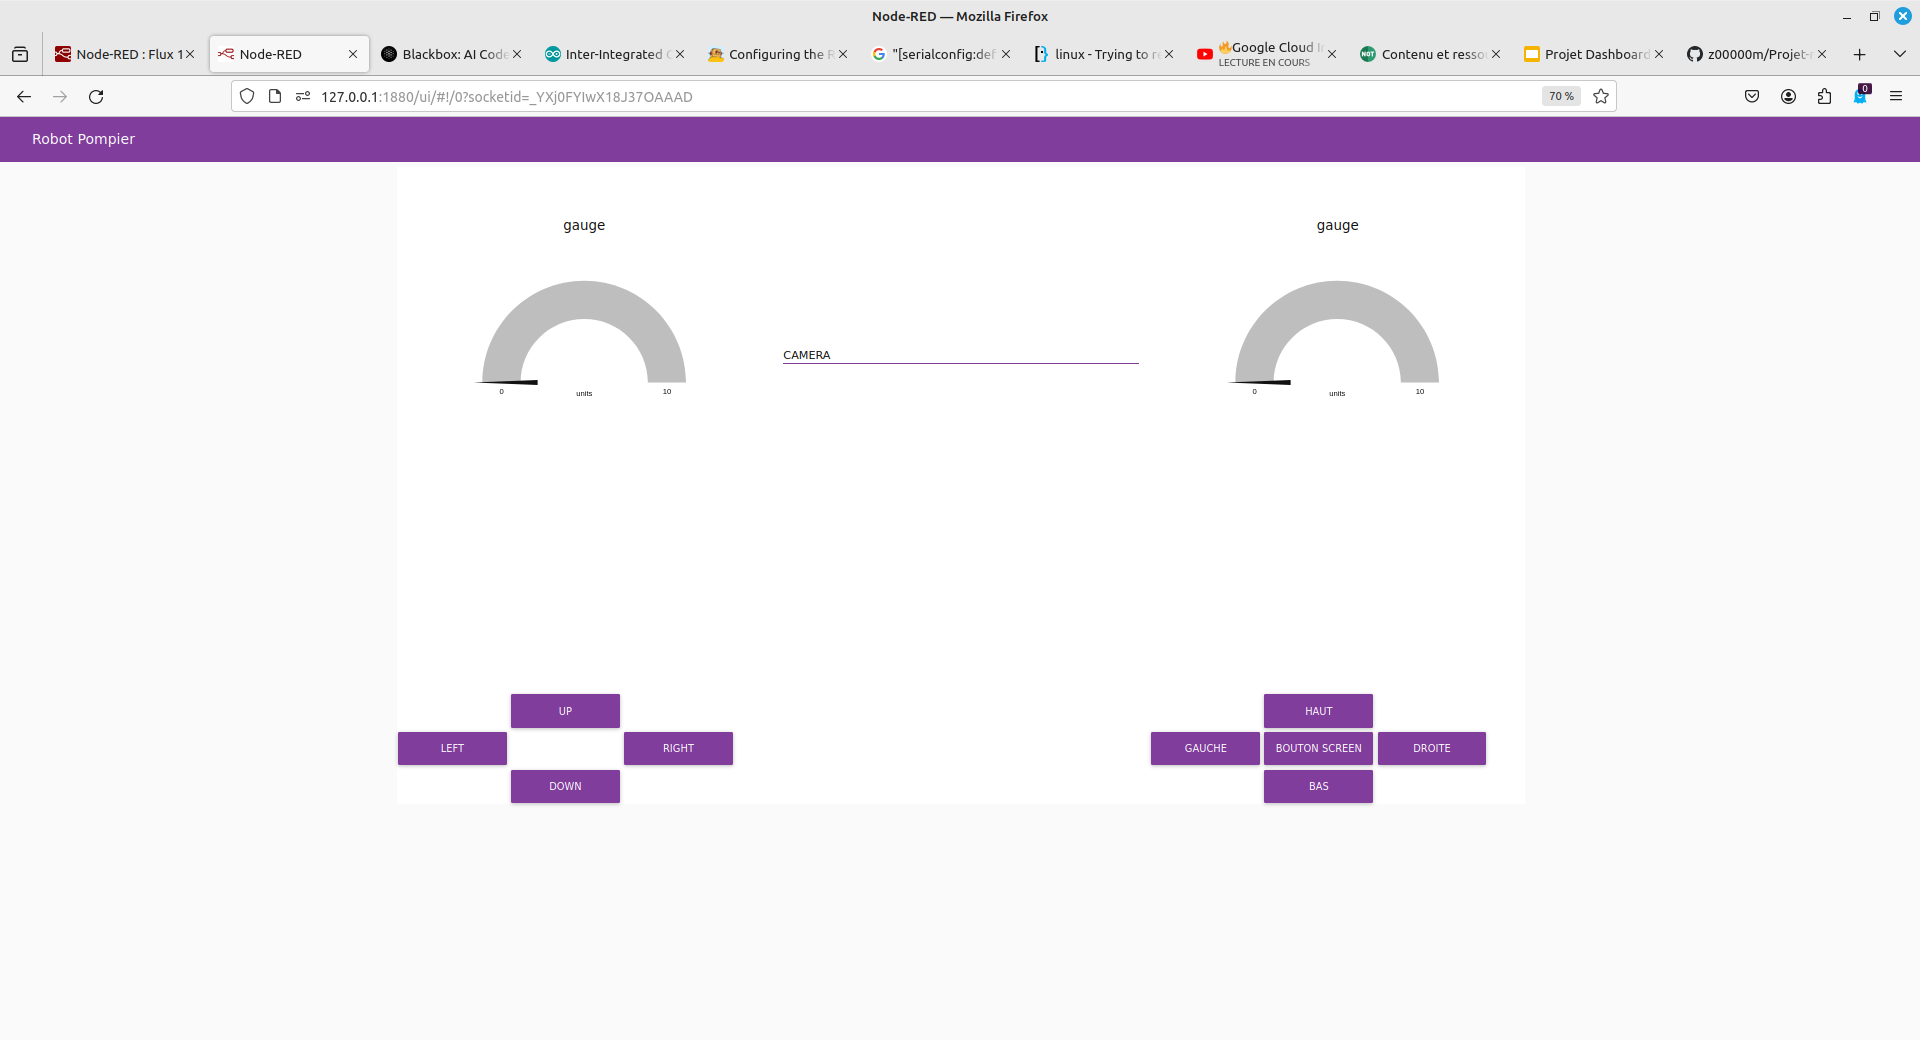 Node-RED — Mozilla Firefox
Node-RED : Flux 1
Node-RED
Blackbox: AI Code
Inter-Integrated C
Configuring the R
"[serialconfig:def
linux - Trying to re
🔥Google Cloud I
LECTURE EN COURS
Contenu et resso
Projet Dashboard
z00000m/Projet-
127.0.0.1:1880/ui/#!/0?socketid=_YXj0FYIwX18J37OAAAD
70 %
0
Robot Pompier
gauge
gauge
CAMERA
0
units
10
0
units
10
UP
HAUT
LEFT
RIGHT
GAUCHE
BOUTON SCREEN
DROITE
DOWN
BAS